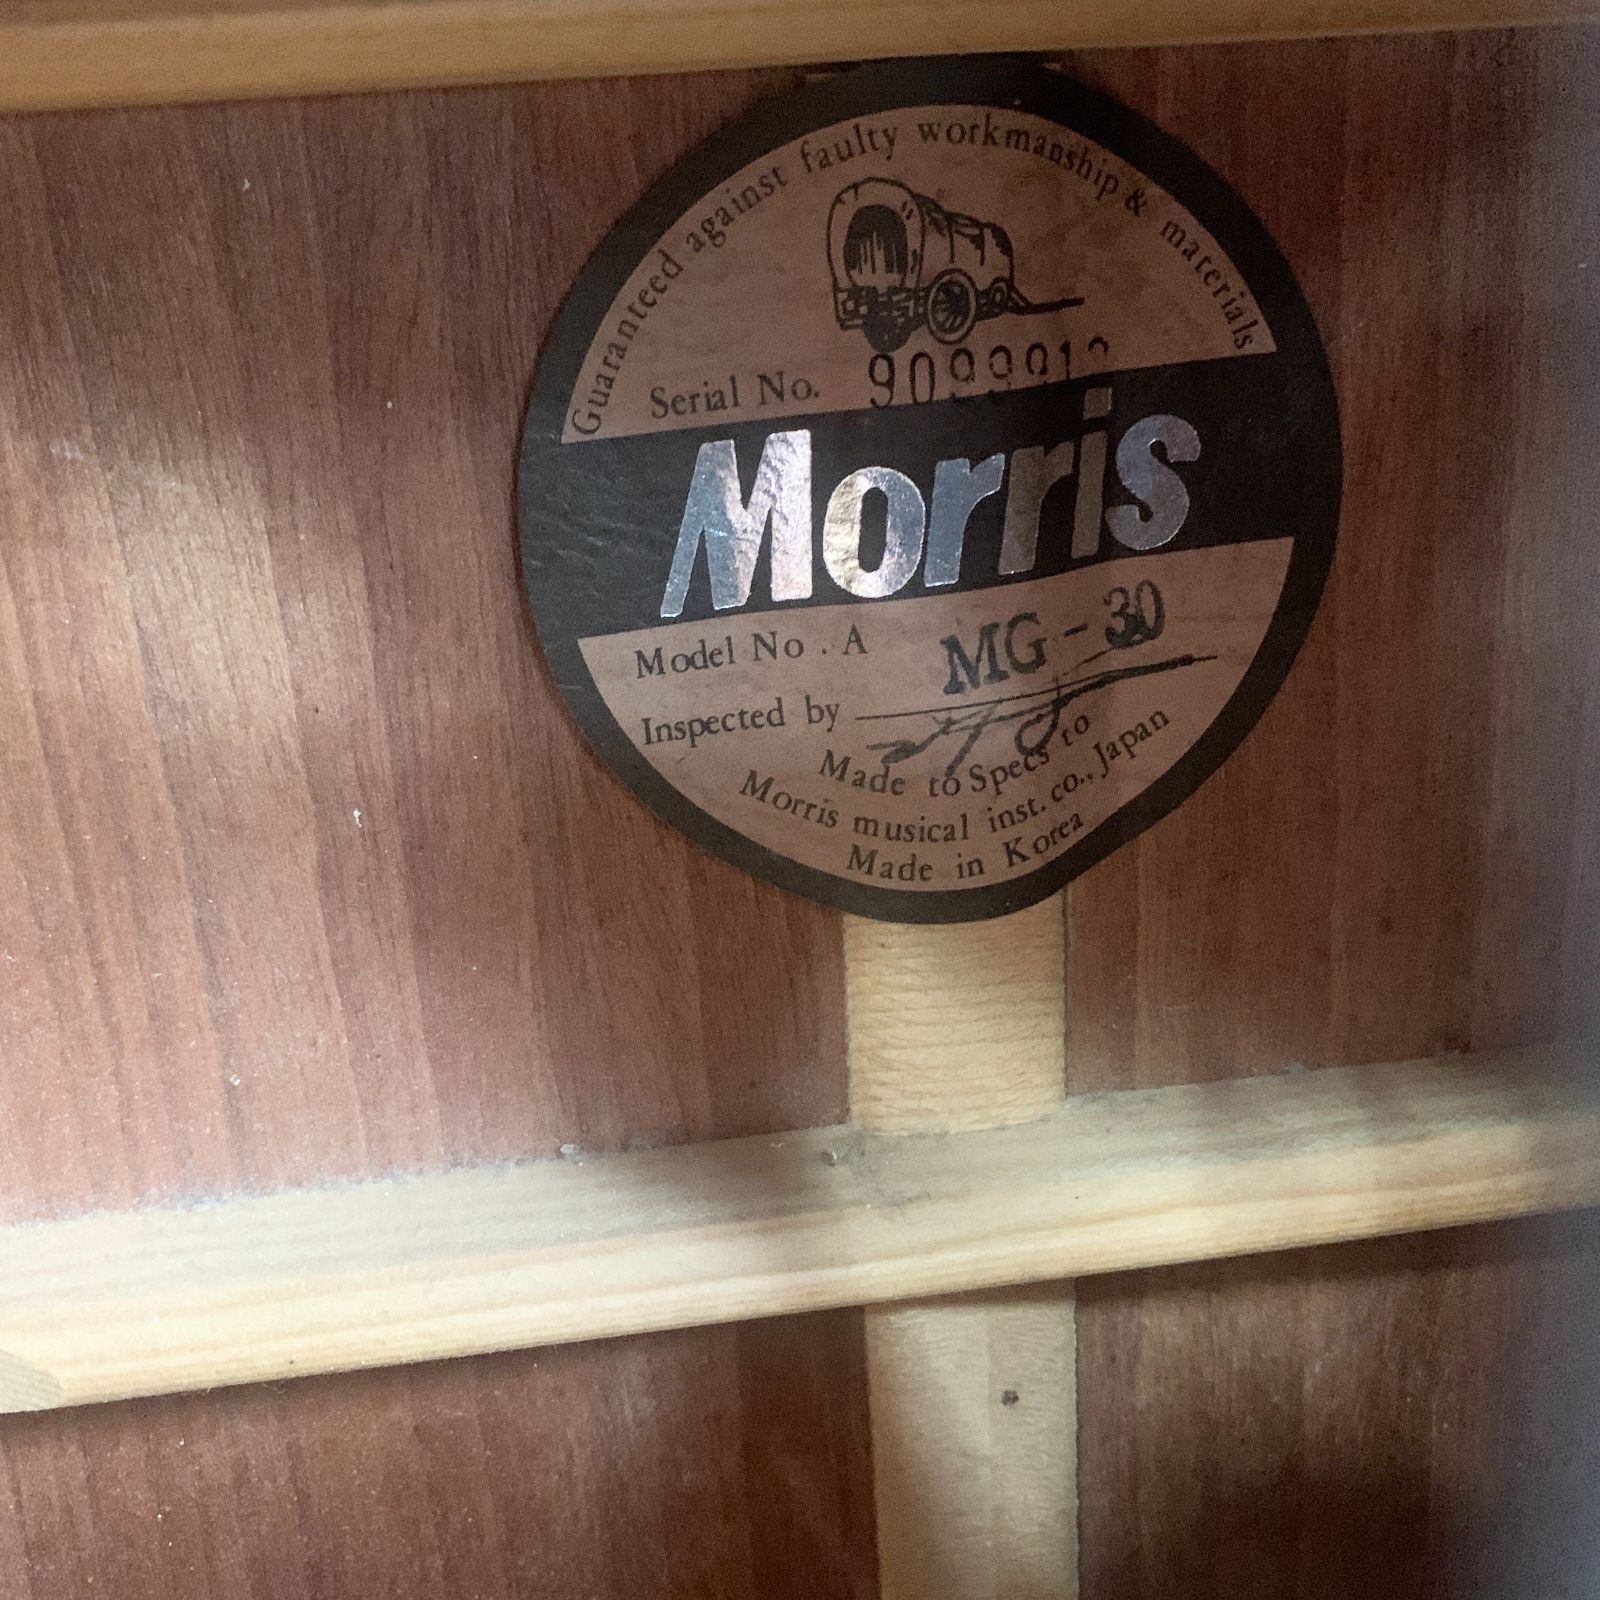 Guaranteed against faulty workmanship & materials
Serial No.
Morris
Model No. A MG-30
Inspected by
Made to Specs to
Morris musical inst. co., Japan
Made in Korea